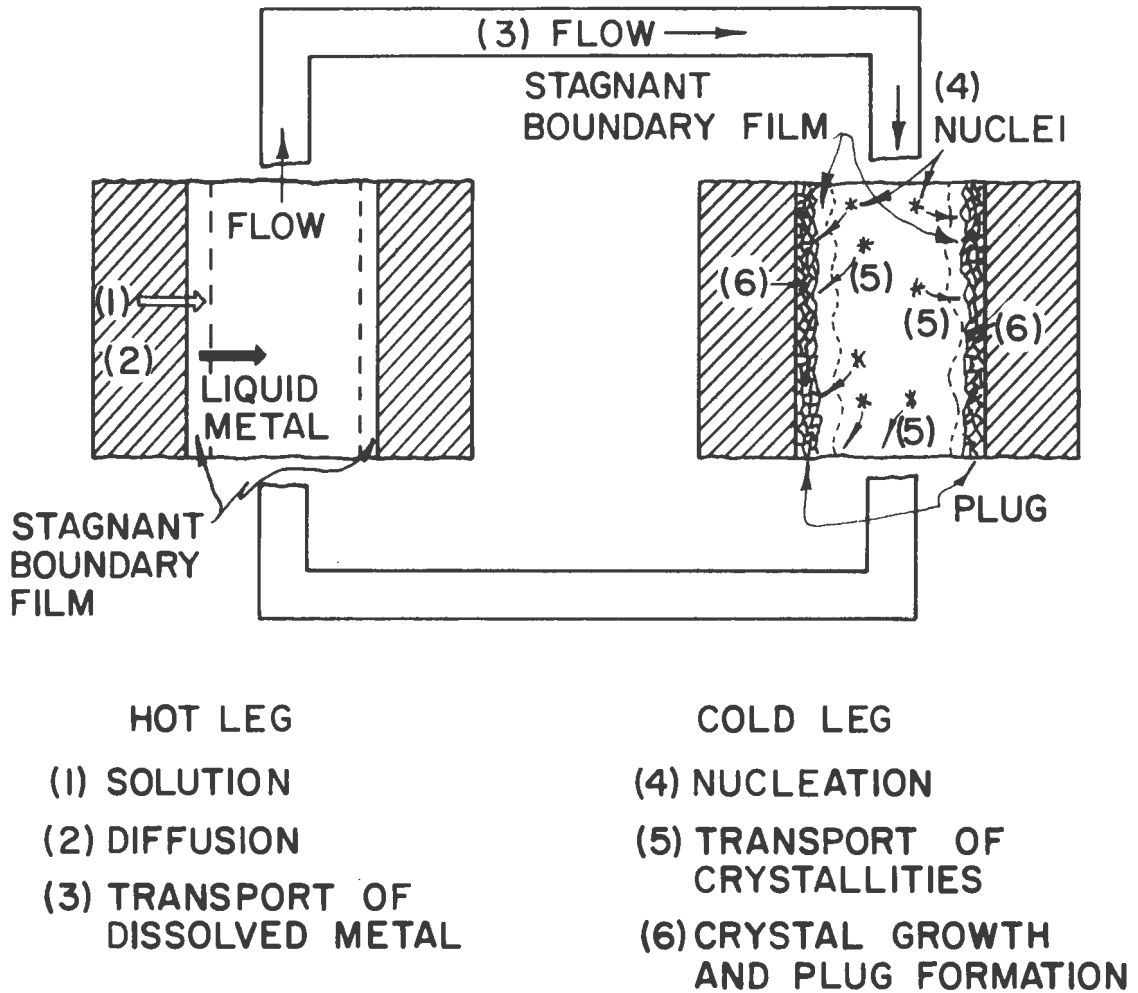 (3) FLOW
STAGNANT
BOUNDARY FILM
(4)
NUCLEI
FLOW
(1)
(2)
LIQUID
METAL
(6)
(5)
(5)
(6)
(5)
STAGNANT
BOUNDARY
FILM
PLUG
HOT LEG
(1) SOLUTION
(2) DIFFUSION
(3) TRANSPORT OF
DISSOLVED METAL
COLD LEG
(4) NUCLEATION
(5) TRANSPORT OF
CRYSTALLITIES
(6) CRYSTAL GROWTH
AND PLUG FORMATION